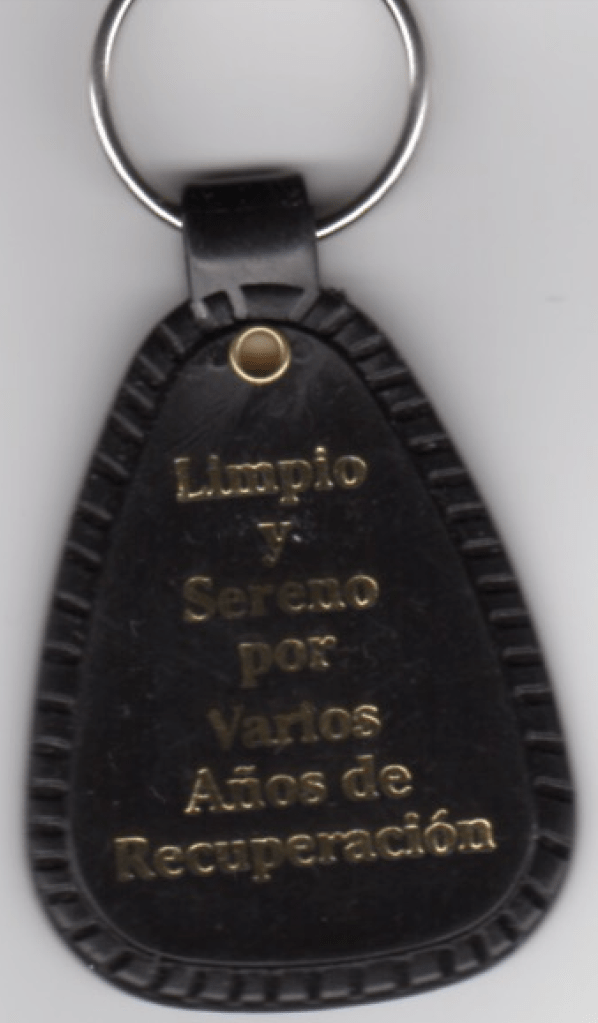 Limpio
y
Sereno
por
Varios
Años de
Recuperación